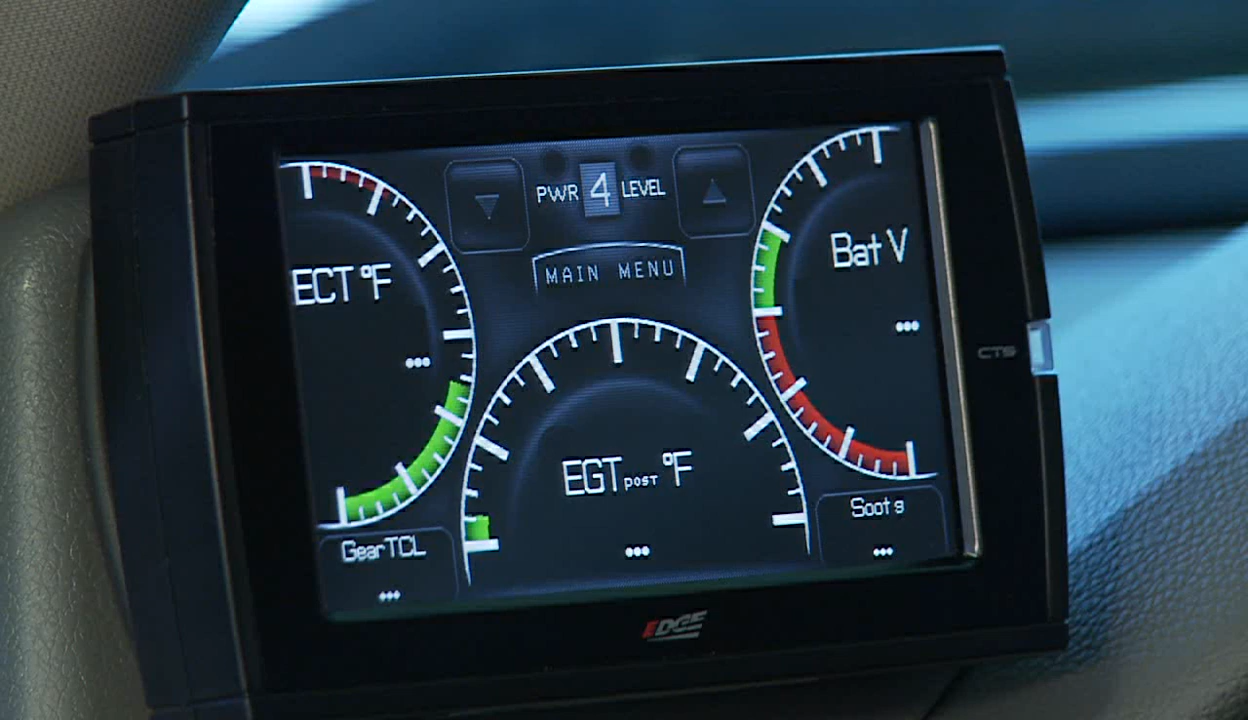 PWR 4 LEVEL
MAIN MENU
ECT °F
•••
Bat V
•••
EGT POST °F
•••
GearTCL
•••
Soot g
•••
CTS
EDGE